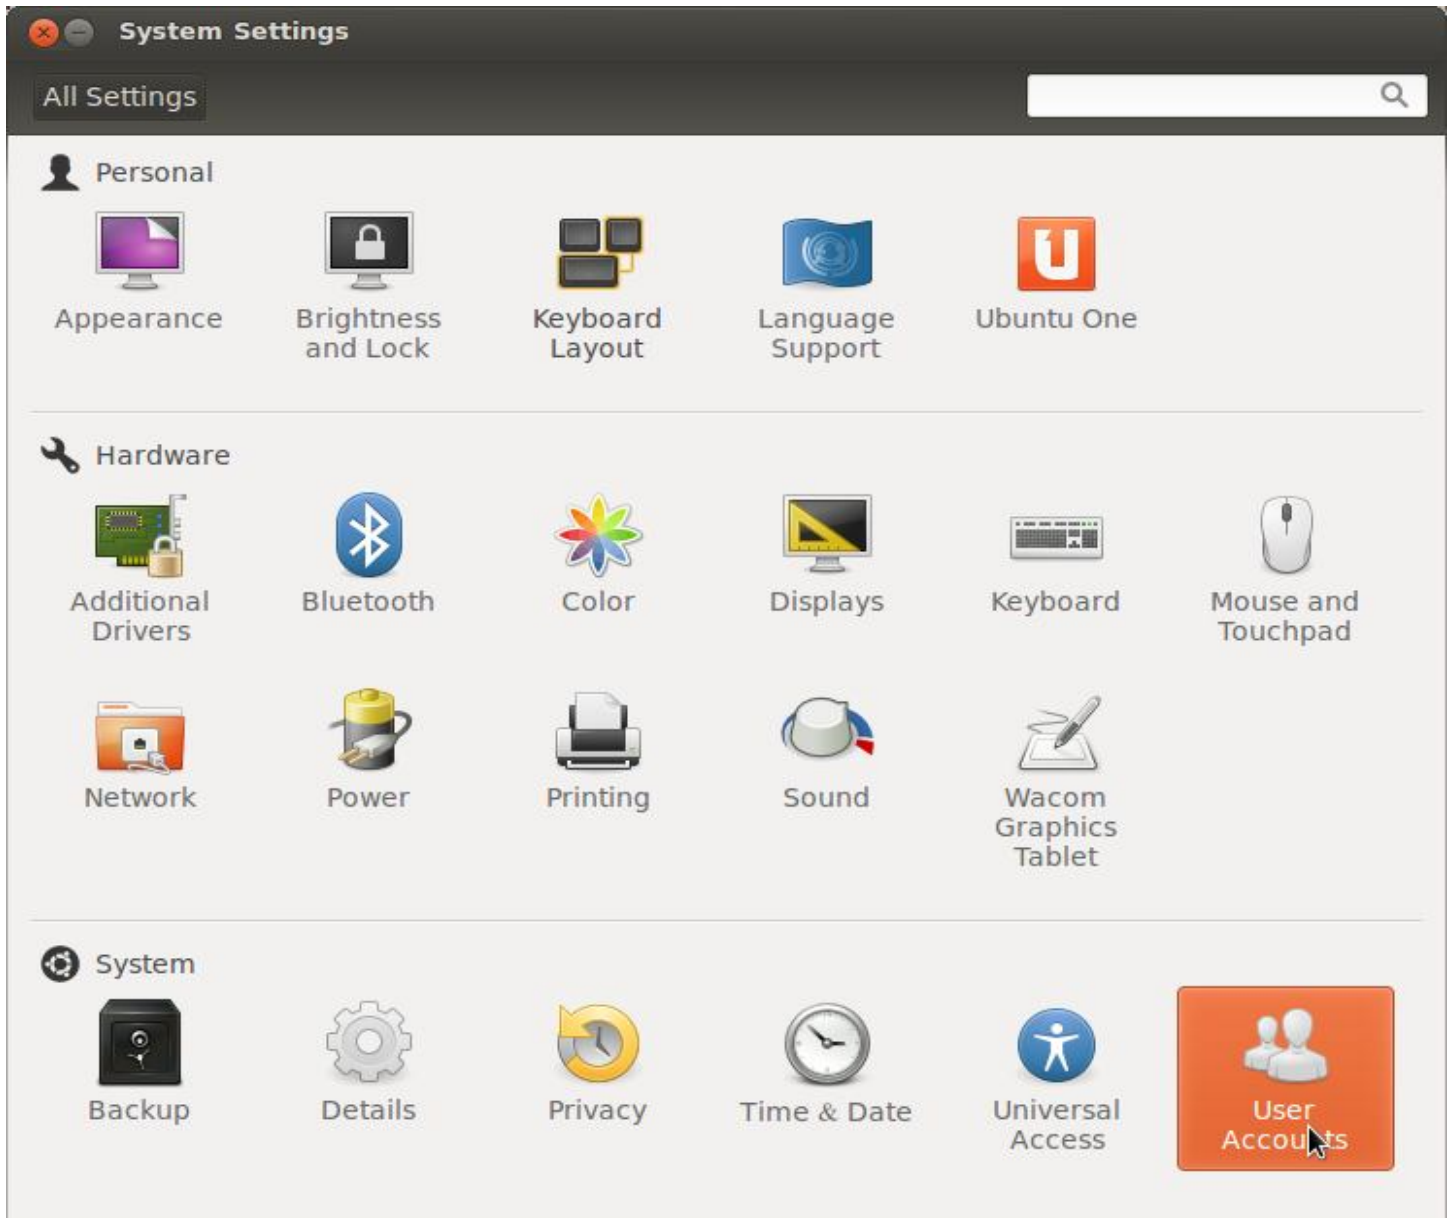 System Settings
All Settings
Personal
Appearance
Brightness
and Lock
Keyboard
Layout
Language
Support
Ubuntu One
Hardware
Additional
Drivers
Bluetooth
Color
Displays
Keyboard
Mouse and
Touchpad
Network
Power
Printing
Sound
Wacom
Graphics
Tablet
System
Backup
Details
Privacy
Time & Date
Universal
Access
User
Accounts